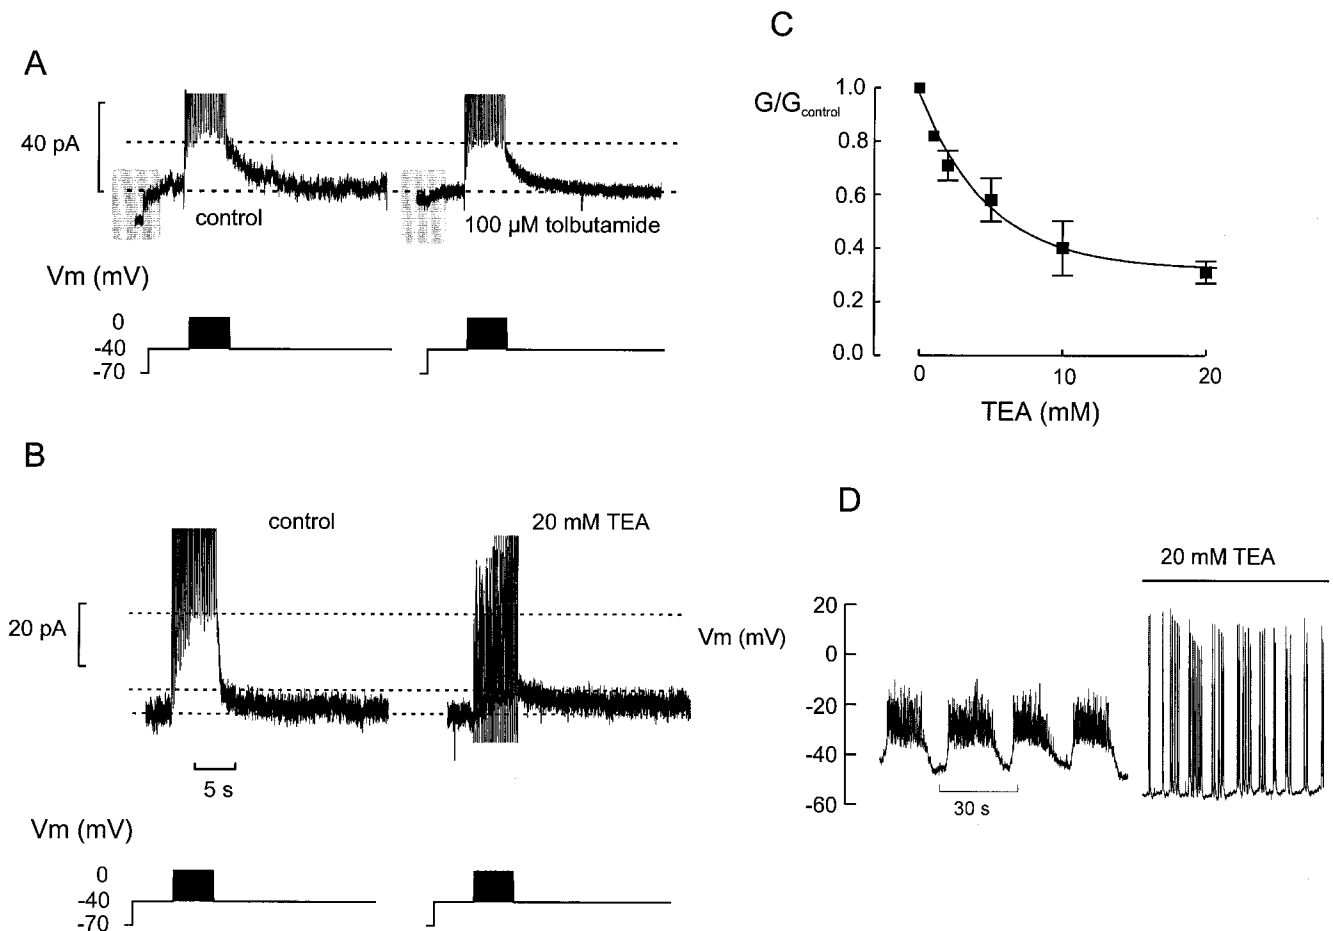 A
40 pA
control
100 µM tolbutamide
Vm (mV)
0
-40
-70
B
control
20 mM TEA
20 pA
5 s
Vm (mV)
0
-40
-70
C
G/Gcontrol
1.0
0.8
0.6
0.4
0.2
0.0
0
10
20
TEA (mM)
D
20 mM TEA
Vm (mV)
20
0
-20
-40
-60
30 s